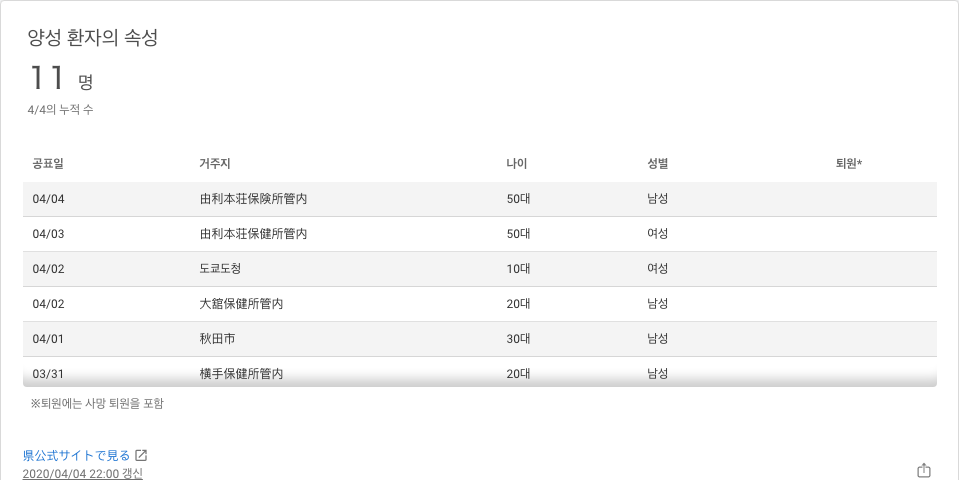 양성 환자의 속성
11 명
4/4의 누적 수
공표일 거주지 나이 성별 퇴원*
04/04 由利本荘保険所管内 50대 남성
04/03 由利本荘保健所管内 50대 여성
04/02 도쿄도청 10대 여성
04/02 大舘保健所管内 20대 남성
04/01 秋田市 30대 남성
03/31 横手保健所管内 20대 남성
※퇴원에는 사망 퇴원을 포함
県公式サイトで見る
2020/04/04 22:00 갱신